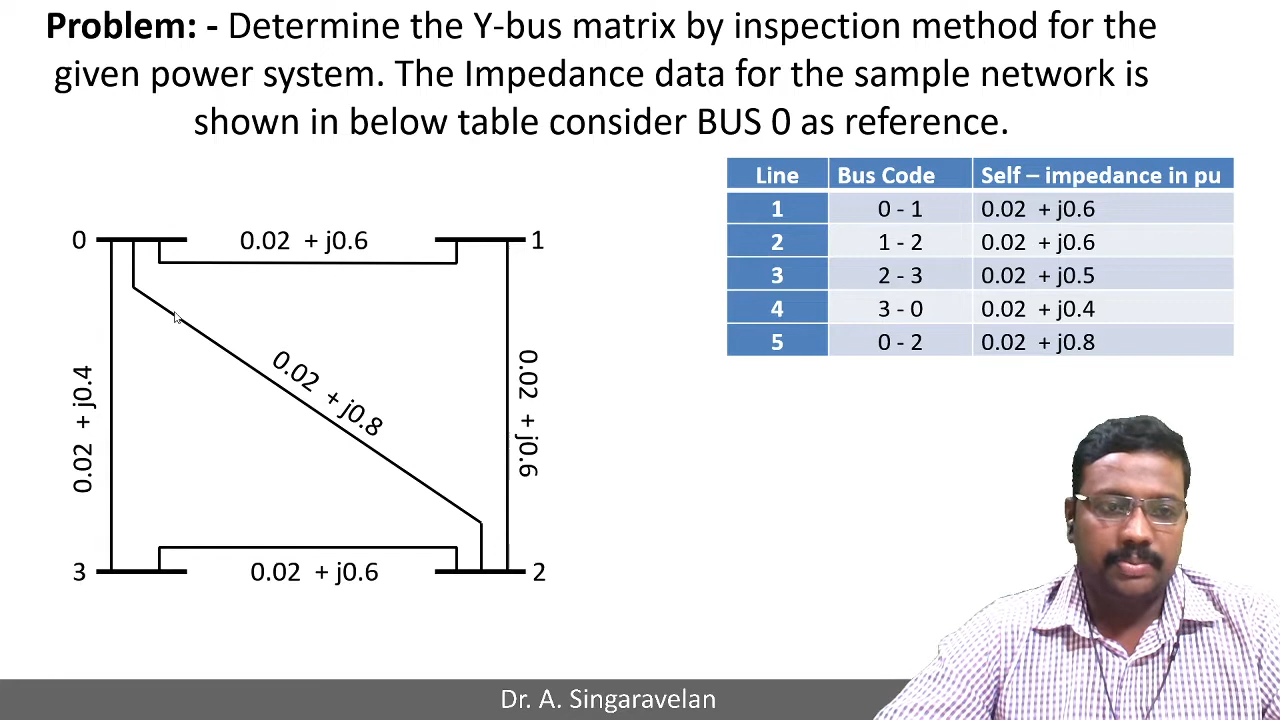 Problem: - Determine the Y-bus matrix by inspection method for the
given power system. The Impedance data for the sample network is
shown in below table consider BUS 0 as reference.
Line Bus Code Self – impedance in pu
1 0 - 1 0.02 + j0.6
2 1 - 2 0.02 + j0.6
3 2 - 3 0.02 + j0.5
4 3 - 0 0.02 + j0.4
5 0 - 2 0.02 + j0.8
0 0.02 + j0.6 1
0.02 + j0.4
0.02 + j0.8
0.02 + j0.6
3 0.02 + j0.6 2
Dr. A. Singaravelan